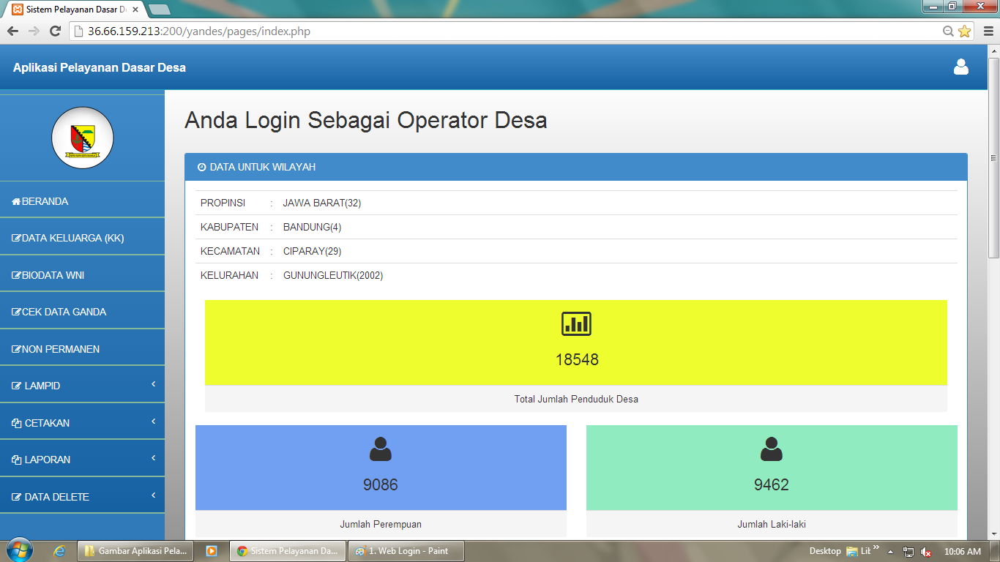 Sistem Pelayanan Dasar D
36.66.159.213:200/yandes/pages/index.php
Aplikasi Pelayanan Dasar Desa
Anda Login Sebagai Operator Desa
DATA UNTUK WILAYAH
PROPINSI : JAWA BARAT(32)
KABUPATEN : BANDUNG(4)
KECAMATAN : CIPARAY(29)
KELURAHAN : GUNUNGLEUTIK(2002)
BERANDA
DATA KELUARGA (KK)
BIODATA WNI
CEK DATA GANDA
NON PERMANEN
LAMPID
CETAKAN
LAPORAN
DATA DELETE
18548
Total Jumlah Penduduk Desa
9086
Jumlah Perempuan
9462
Jumlah Laki-laki
Gambar Aplikasi Pela...
Sistem Pelayanan Da...
1. Web Login - Paint
Desktop
Lit
10:06 AM